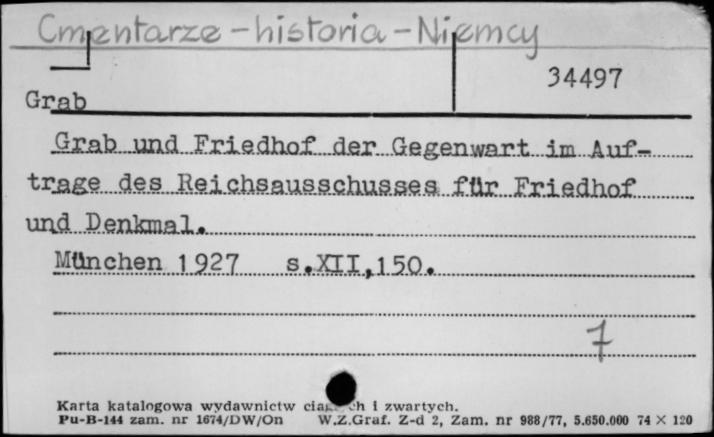 Cmentarze - historia - Niemcy
34497
Grab
Grab und Friedhof der Gegenwart im Auf-
trage des Reichsausschusses für Friedhof
und Denkmal.
München 1927 s.XII,150.
7
Karta katalogowa wydawnictw i zwartych.
Pu-B-144 zam. nr 1674/DW/On W.Z.Graf. Z-d 2, Zam. nr 988/77, 5.650.000 74 × 120